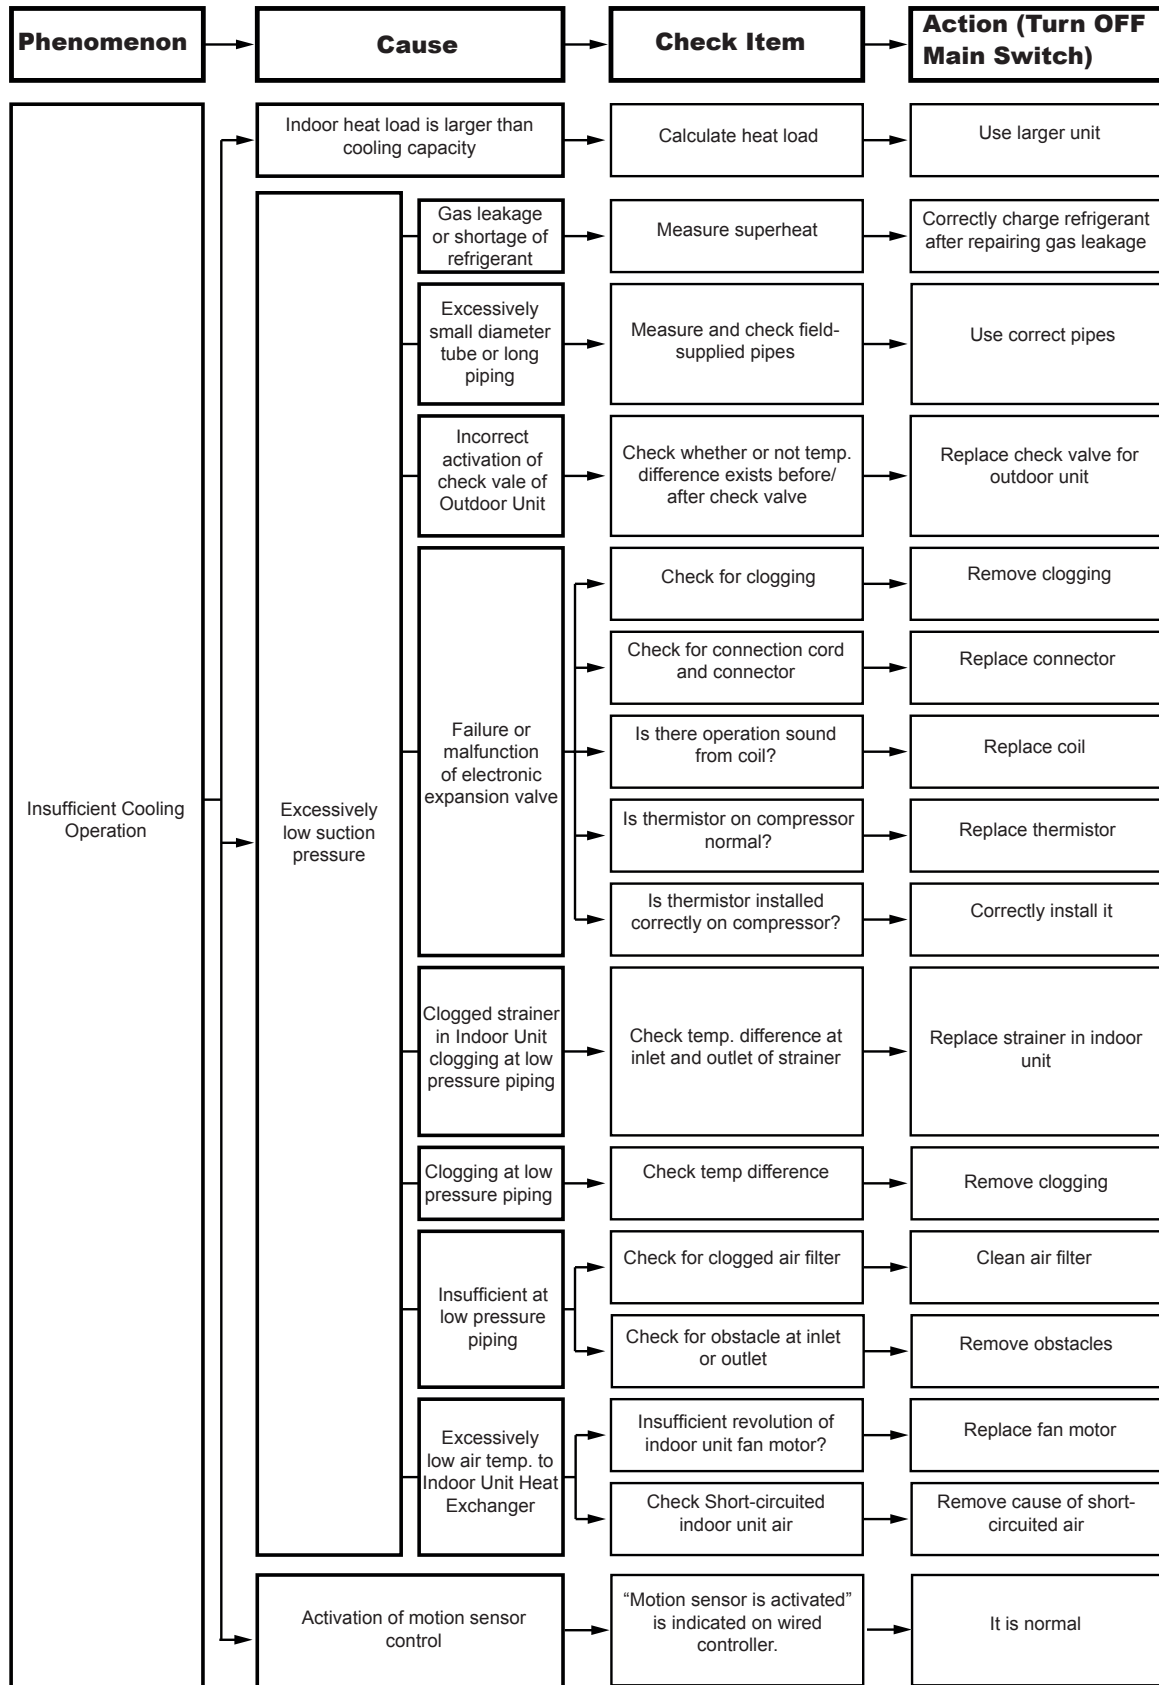 Phenomenon
Cause
Check Item
Action (Turn OFF
Main Switch)
Insufficient Cooling
Operation
Indoor heat load is larger than
cooling capacity
Calculate heat load
Use larger unit
Excessively
low suction
pressure
Gas leakage
or shortage of
refrigerant
Measure superheat
Correctly charge refrigerant
after repairing gas leakage
Excessively
small diameter
tube or long
piping
Measure and check field-
supplied pipes
Use correct pipes
Incorrect
activation of
check vale of
Outdoor Unit
Check whether or not temp.
difference exists before/
after check valve
Replace check valve for
outdoor unit
Failure or
malfunction
of electronic
expansion valve
Check for clogging
Remove clogging
Check for connection cord
and connector
Replace connector
Is there operation sound
from coil?
Replace coil
Is thermistor on compressor
normal?
Replace thermistor
Is thermistor installed
correctly on compressor?
Correctly install it
Clogged strainer
in Indoor Unit
clogging at low
pressure piping
Check temp. difference at
inlet and outlet of strainer
Replace strainer in indoor
unit
Clogging at low
pressure piping
Check temp difference
Remove clogging
Insufficient at
low pressure
piping
Check for clogged air filter
Clean air filter
Check for obstacle at inlet
or outlet
Remove obstacles
Excessively
low air temp. to
Indoor Unit Heat
Exchanger
Insufficient revolution of
indoor unit fan motor?
Replace fan motor
Check Short-circuited
indoor unit air
Remove cause of short-
circuited air
Activation of motion sensor
control
“Motion sensor is activated”
is indicated on wired
controller.
It is normal